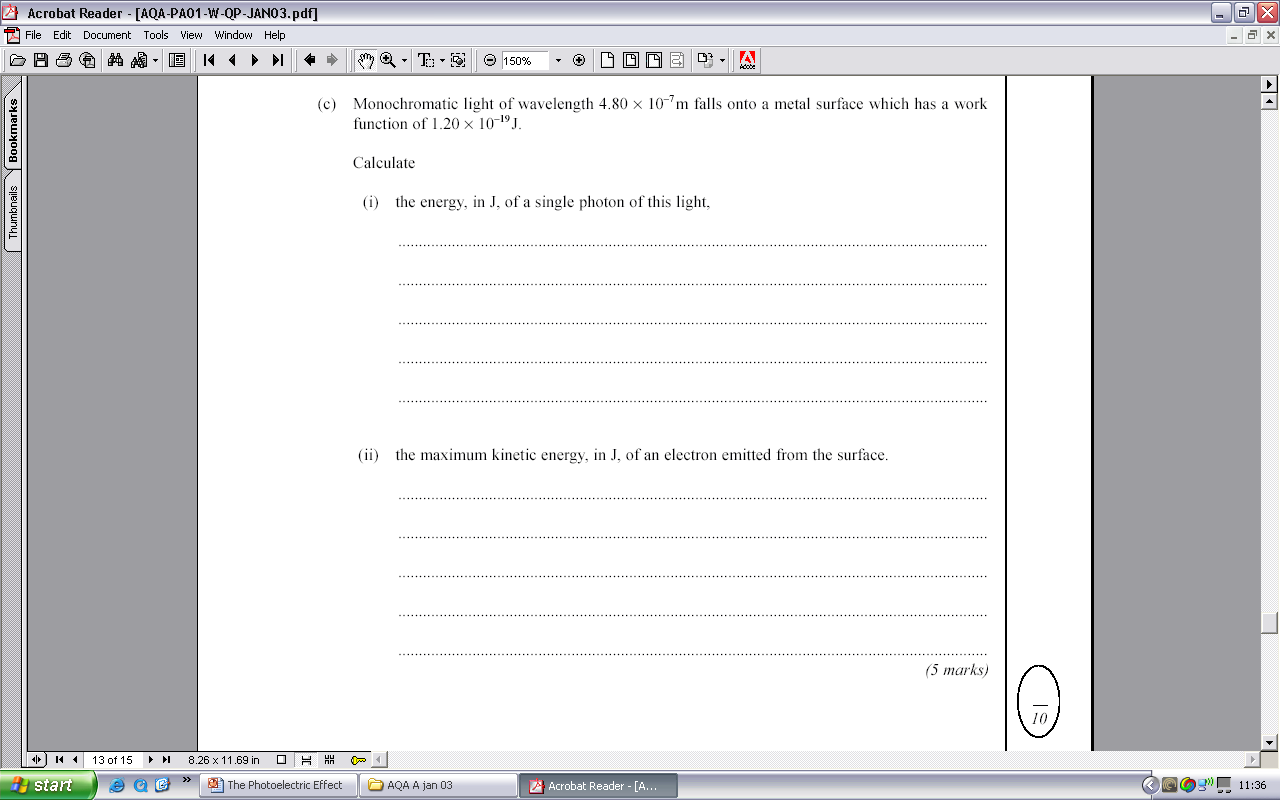 Acrobat Reader - [AQA-PA01-W-QP-JAN03.pdf]
File Edit Document Tools View Window Help
150%
Adobe
Bookmarks
Thumbnails
(c) Monochromatic light of wavelength 4.80 × 10⁻⁷ m falls onto a metal surface which has a work
function of 1.20 × 10⁻¹⁹ J.
Calculate
(i) the energy, in J, of a single photon of this light,
(ii) the maximum kinetic energy, in J, of an electron emitted from the surface.
(5 marks)
10
13 of 15 8.26 x 11.69 in
start The Photoelectric Effect AQA A jan 03 Acrobat Reader - [A... 11:36